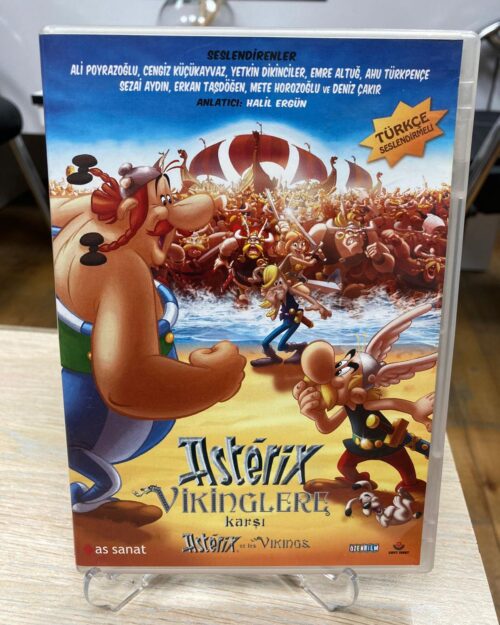 SESLENDİRENLER
ALİ POYRAZOĞLU, CENGİZ KÜÇÜKAYVAZ, YETKİN DİKİNCİLER, EMRE ALTUĞ, AHU TÜRKPENÇE
SEZAİ AYDIN, ERKAN TAŞDÖĞEN, METE HOROZOĞLU ve DENİZ ÇAKIR
ANLATICI: HALİL ERGÜN
TÜRKÇE
SESLENDİRMELİ
Astérix
VİKİNGLERE
karşı
Astérix et les VIKINGS
as sanat
ÖZENFİLM